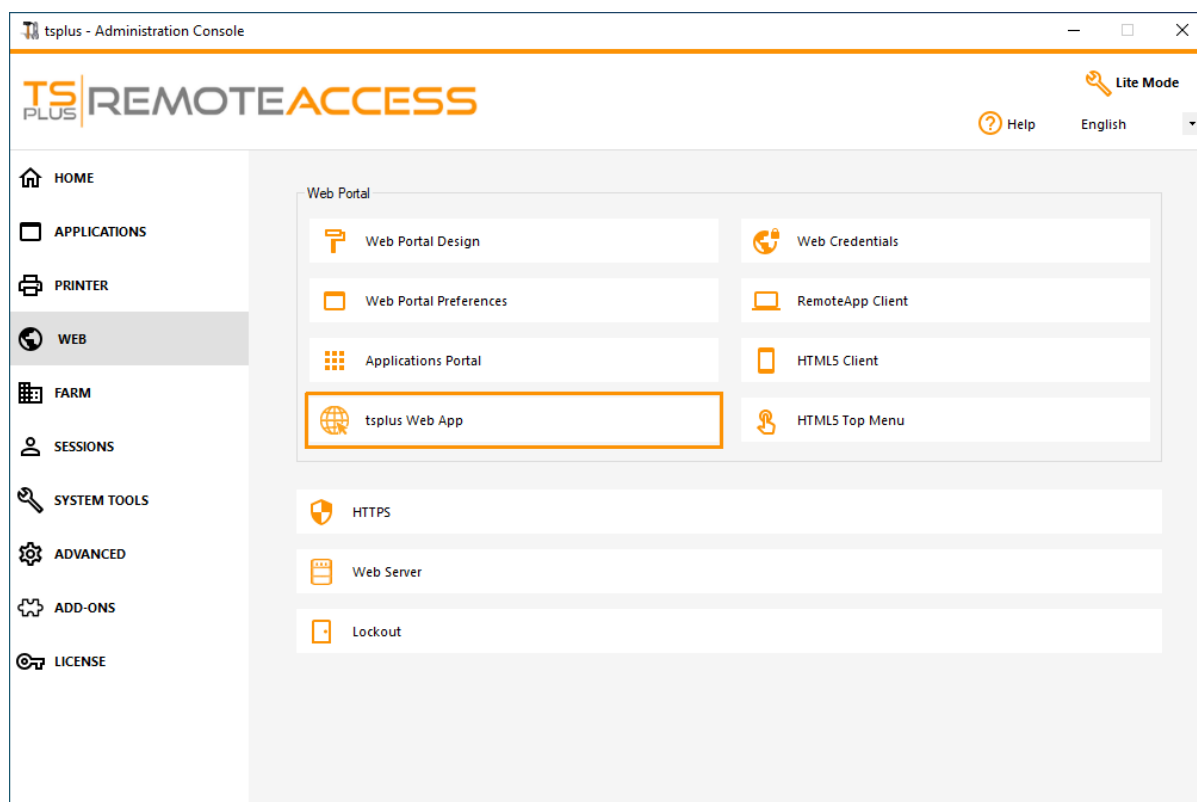 tsplus - Administration Console
TS PLUS REMOTEACCESS
Lite Mode
? Help
English
HOME
APPLICATIONS
PRINTER
WEB
FARM
SESSIONS
SYSTEM TOOLS
ADVANCED
ADD-ONS
LICENSE
Web Portal
Web Portal Design
Web Credentials
Web Portal Preferences
RemoteApp Client
Applications Portal
HTML5 Client
tsplus Web App
HTML5 Top Menu
HTTPS
Web Server
Lockout